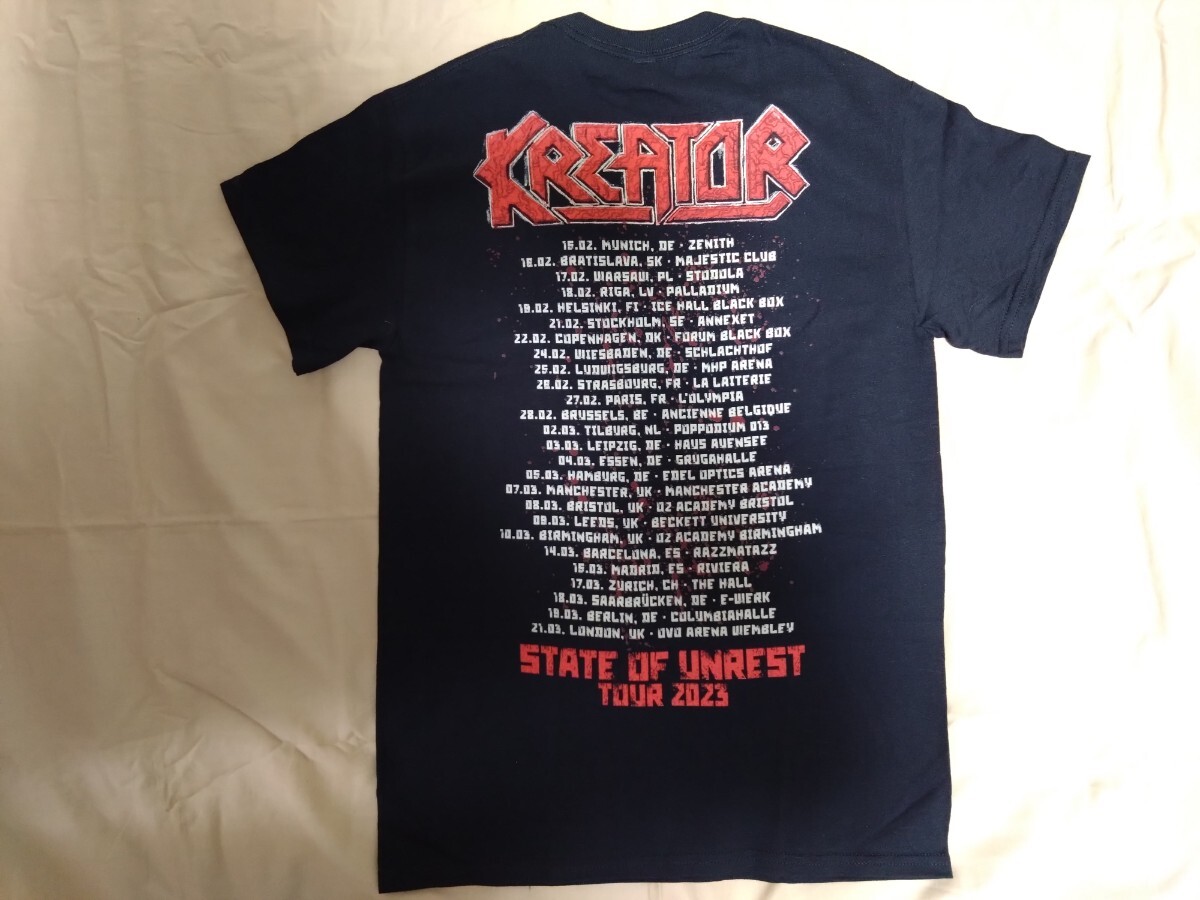 KREATOR
15.02. MUNICH, DE · ZENITH
16.02. BRATISLAVA, SK · MAJESTIC CLUB
17.02. WARSAW, PL · STODOLA
18.02. RIGA, LV · PALLADIUM
19.02. HELSINKI, FI · ICE HALL BLACK BOX
21.02. STOCKHOLM, SE · ANNEXET
22.02. COPENHAGEN, DK · FORUM BLACK BOX
24.02. WIESBADEN, DE · SCHLACHTHOF
25.02. LUDWIGSBURG, DE · MHP ARENA
26.02. STRASBOURG, FR · LA LAITERIE
27.02. PARIS, FR · L'OLYMPIA
28.02. BRUSSELS, BE · ANCIENNE BELGIQUE
02.03. TILBURG, NL · POPPODIUM 013
03.03. LEIPZIG, DE · HAUS AUENSEE
04.03. ESSEN, DE · GRUGAHALLE
05.03. HAMBURG, DE · EDEL OPTICS ARENA
07.03. MANCHESTER, UK · MANCHESTER ACADEMY
08.03. BRISTOL, UK · O2 ACADEMY BRISTOL
09.03. LEEDS, UK · BECKETT UNIVERSITY
10.03. BIRMINGHAM, UK · O2 ACADEMY BIRMINGHAM
14.03. BARCELONA, ES · RAZZMATAZZ
15.03. MADRID, ES · RIVIERA
17.03. ZURICH, CH · THE HALL
18.03. SAARBRÜCKEN, DE · E-WERK
19.03. BERLIN, DE · COLUMBIAHALLE
21.03. LONDON, UK · OVO ARENA WEMBLEY
STATE OF UNREST
TOUR 2023